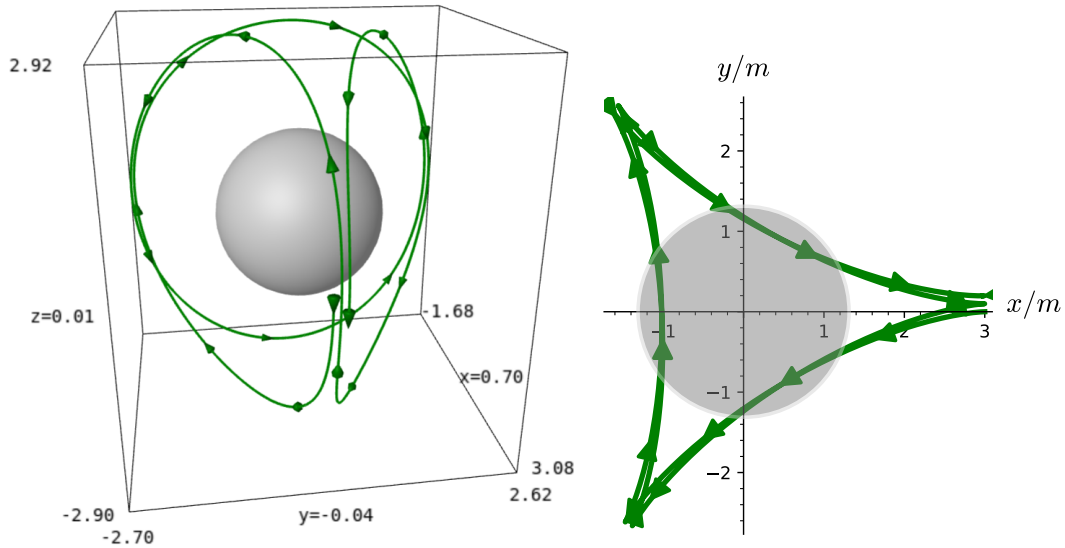 2.92
z=0.01
-2.90
-2.70
y=-0.04
-1.68
x=0.70
3.08
2.62
y/m
2
1
−1
−2
−1
1
2
3
x/m